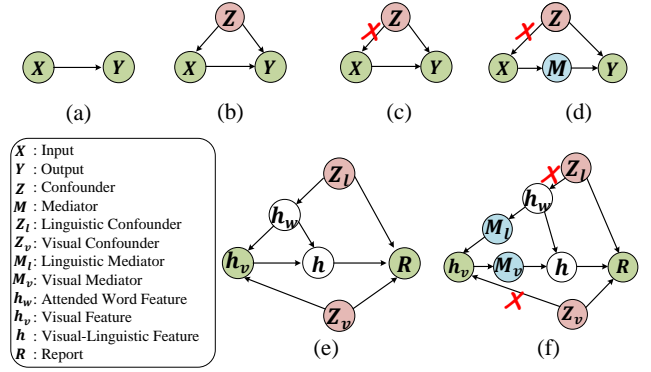 Z Z Z
X Y X Y X Y X M Y
(a) (b) (c) (d)
X : Input
Y : Output
Z : Confounder
M : Mediator
Z_l : Linguistic Confounder
Z_v : Visual Confounder
M_l : Linguistic Mediator
M_v : Visual Mediator
h_w : Attended Word Feature
h_v : Visual Feature
h : Visual-Linguistic Feature
R : Report
Z_l
h_w
h_v h R
Z_v
(e)
Z_l
h_w
M_l
h_v M_v h R
Z_v
(f)